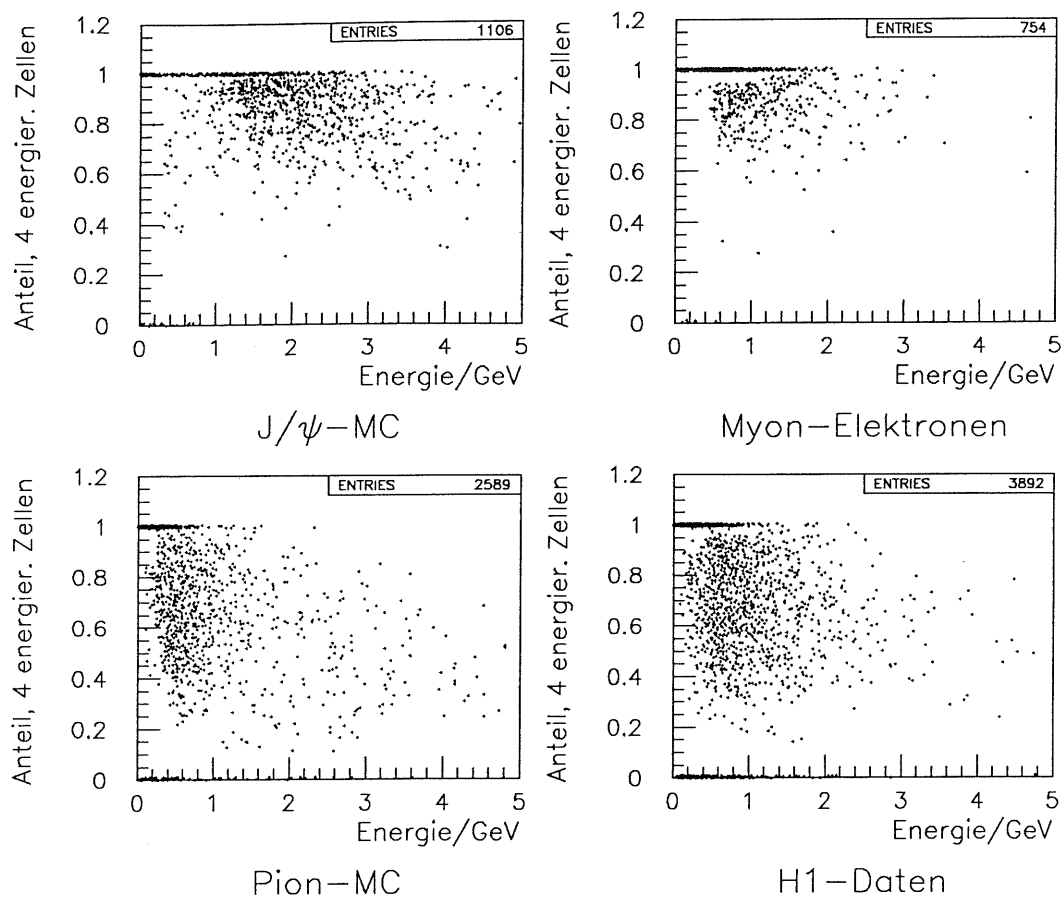 Anteil, 4 energier. Zellen
1.2
1
0.8
0.6
0.4
0.2
0
ENTRIES 1106
0 1 2 3 4 5
Energie/GeV
J/ψ−MC
Anteil, 4 energier. Zellen
1.2
1
0.8
0.6
0.4
0.2
0
ENTRIES 754
0 1 2 3 4 5
Energie/GeV
Myon−Elektronen
Anteil, 4 energier. Zellen
1.2
1
0.8
0.6
0.4
0.2
0
ENTRIES 2589
0 1 2 3 4 5
Energie/GeV
Pion−MC
Anteil, 4 energier. Zellen
1.2
1
0.8
0.6
0.4
0.2
0
ENTRIES 3892
0 1 2 3 4 5
Energie/GeV
H1−Daten